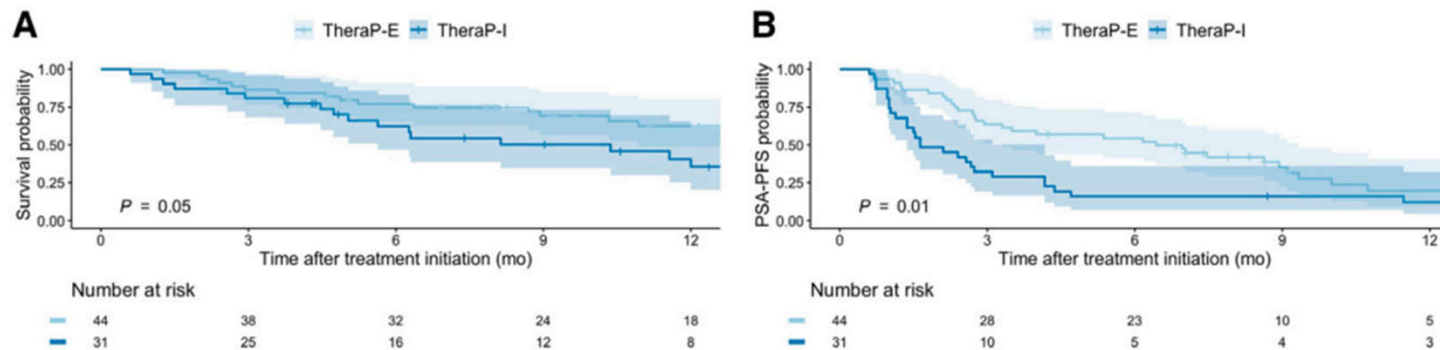 A
TheraP-E TheraP-I
Survival probability
1.00
0.75
0.50
0.25
0.00
P = 0.05
0 3 6 9 12
Time after treatment initiation (mo)
Number at risk
44 38 32 24 18
31 25 16 12 8
B
TheraP-E TheraP-I
PSA-PFS probability
1.00
0.75
0.50
0.25
0.00
P = 0.01
0 3 6 9 12
Time after treatment initiation (mo)
Number at risk
44 28 23 10 5
31 10 5 4 3